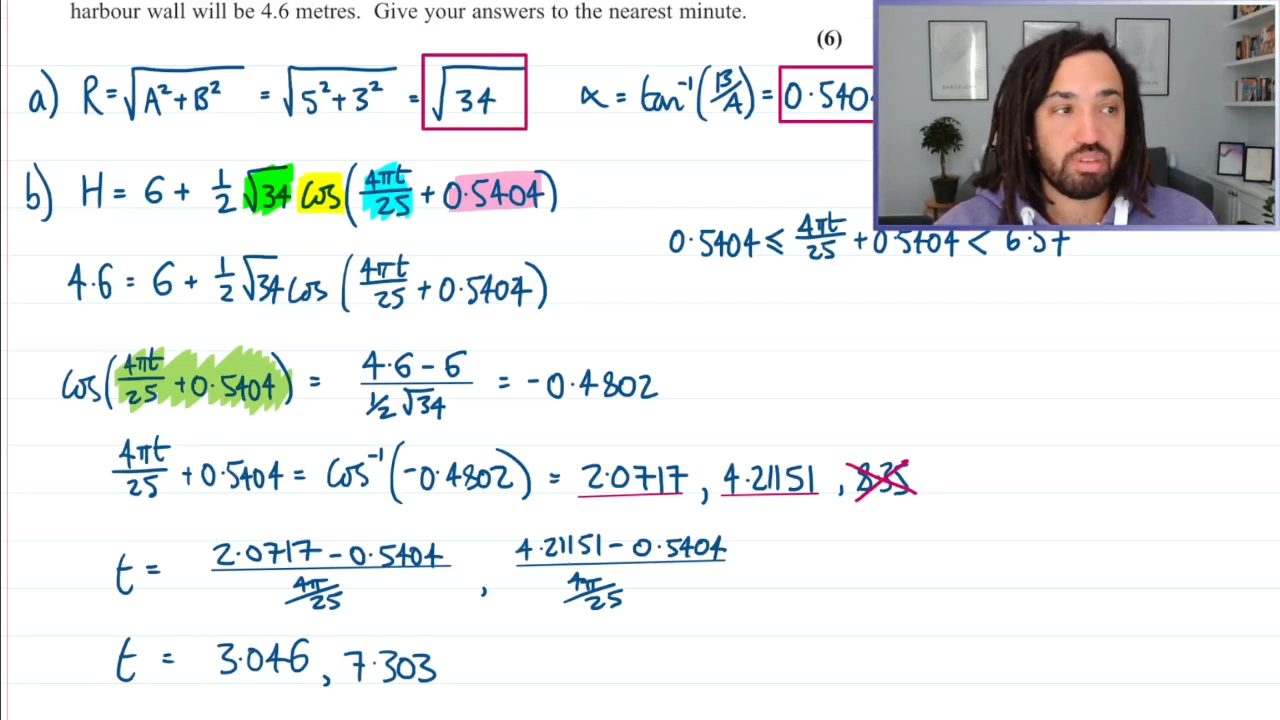 harbour wall will be 4.6 metres. Give your answers to the nearest minute.
(6)
a) R = √(A² + B²) = √(5² + 3²) = √34 α = tan⁻¹(B/A) = 0.540
b) H = 6 + 1/2 √34 cos(4πt/25 + 0.5404)
0.5404 ≤ 4πt/25 + 0.5404 < 6.57
4.6 = 6 + 1/2 √34 cos(4πt/25 + 0.5404)
cos(4πt/25 + 0.5404) = (4.6 - 6)/(1/2 √34) = -0.4802
4πt/25 + 0.5404 = cos⁻¹(-0.4802) = 2.0717, 4.21151, 8.35
t = (2.0717 - 0.5404)/(4π/25), (4.21151 - 0.5404)/(4π/25)
t = 3.046, 7.303